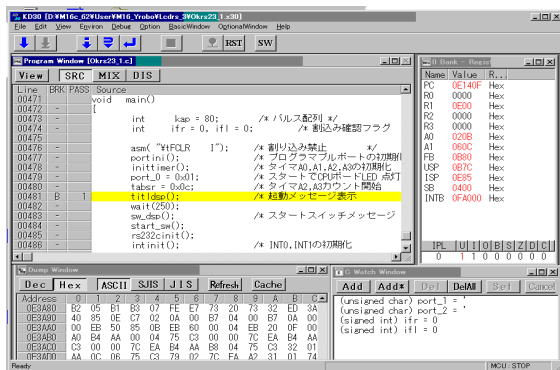 KD30 [D:¥M16c_62¥User¥M16_Yrobo¥Lcdrs_3¥Okrs23_1.x30]
File Edit View Environ Debug Option BasicWindow OptionalWindow Help
RST SW
Program Window [Okrs23_1.c]
View SRC MIX DIS
Line BRK PASS Source
00471 void main()
00472 - {
00473 - int kap = 80; /* パルス配列 */
00474 - int ifr = 0, ifl = 0; /* 割込み確認フラグ
00475 -
00476 - asm( "¥tFCLR I"); /* 割り込み禁止 */
00477 - portini(); /* プログラマブルポートの初期化
00478 - inittimer(); /* タイマA0,A1,A2,A3の初期化
00479 - port_0 = 0x01; /* スタートでCPUボードLED 点灯
00480 - tabsr = 0x0c; /* タイマA2,A3カウント開始
00481 B 1 titldsp(); /* 起動メッセージ表示
00482 - wait(250);
00483 - sw_dsp(); /* スタートスイッチメッセージ
00484 - start_sw();
00485 - rs232cinit();
00486 - intinit(); /* INT0,INT1の初期化
0 Bank - Regist
Name Value R...
PC 0E140F Hex
R0 0000 Hex
R1 0E00 Hex
R2 0000 Hex
R3 0000 Hex
A0 020B Hex
A1 060C Hex
FB 0B80 Hex
USP 0B7C Hex
ISP 0E85 Hex
SB 0400 Hex
INTB 0FA000 Hex
IPL U I O B S Z D C
0 1 1 0 0 0 0 0 0
Dump Window
Dec Hex ASCII SJIS JIS Refresh Cache
Address 0 1 2 3 4 5 6 7 8 9 A B C
0E3A80 B2 05 B1 B3 07 FE E7 73 20 73 32 ED 3A
0E3A90 40 85 0E C7 02 0A 00 B7 04 00 B7 0A 00
0E3AA0 00 EB 50 85 0B EB 60 00 04 EB 20 0F 00
0E3AB0 A0 B4 AA 00 04 75 C3 00 00 7C EA B4 AA
0E3AC0 C3 00 00 7C EA B4 AA B8 04 75 C3 32 01
0E3AD0 AA 0C 06 75 C3 79 02 7C EA A2 31 01 74
C Watch Window
Add Add* Del DelAll Set Cancel
(unsigned char) port_1 = '
(unsigned char) port_2 = '
(signed int) ifr = 0
(signed int) ifl = 0
Ready MCU : STOP